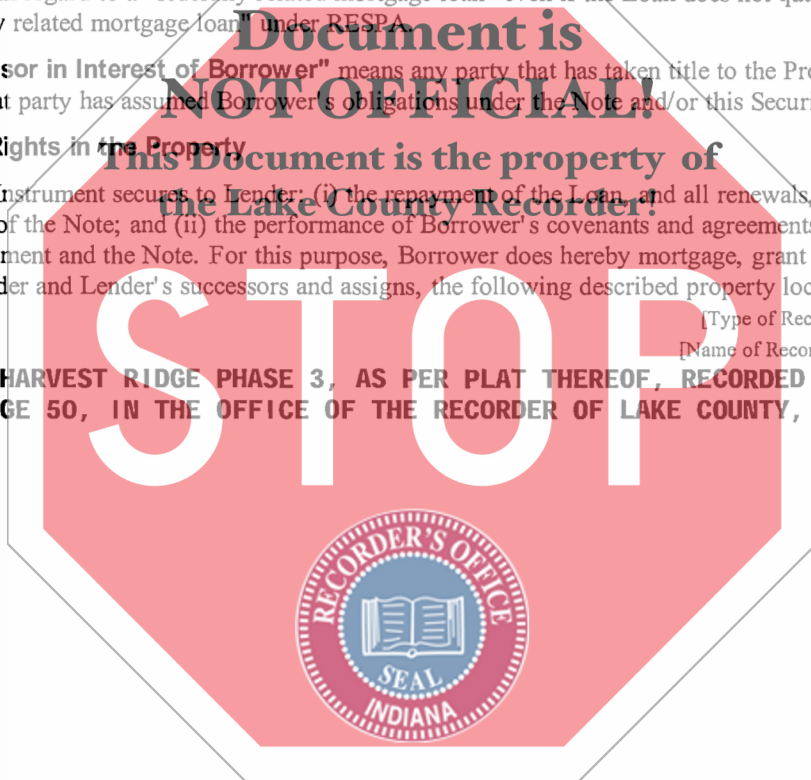 y related mortgage loan" under RESPA.
Document is
sor in Interest of Borrower" means any party that has taken title to the Pro
NOT OFFICIAL!
t party has assumed Borrower's obligations under the Note and/or this Securi
Rights in the Property
This Document is the property of
nstrument secures to Lender: (i) the repayment of the Loan, and all renewals,
the Lake County Recorder!
of the Note; and (ii) the performance of Borrower's covenants and agreements
ment and the Note. For this purpose, Borrower does hereby mortgage, grant
der and Lender's successors and assigns, the following described property loc
[Type of Rec
[Name of Recor
HARVEST RIDGE PHASE 3, AS PER PLAT THEREOF, RECORDED
GE 50, IN THE OFFICE OF THE RECORDER OF LAKE COUNTY,
STOP
RECORDER'S OFFICE
SEAL
INDIANA